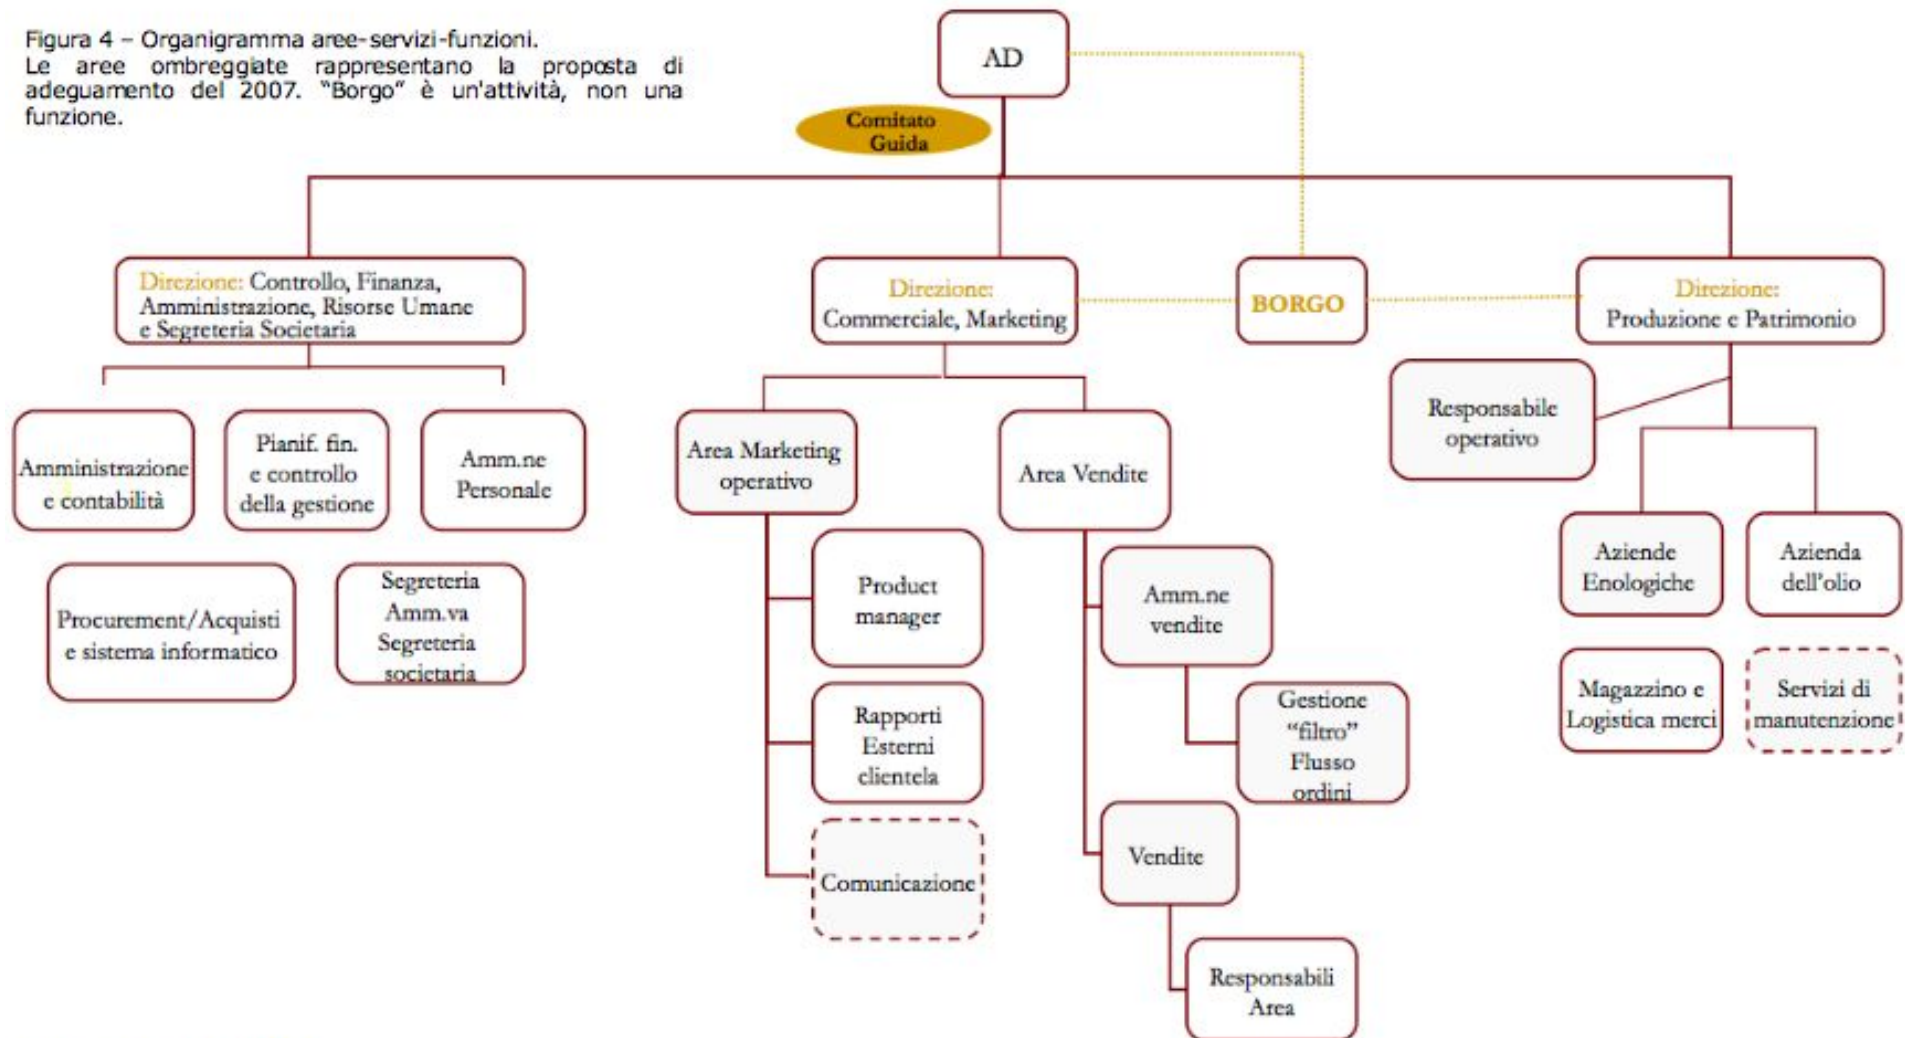 Figura 4 – Organigramma aree-servizi-funzioni.
Le aree ombreggiate rappresentano la proposta di
adeguamento del 2007. “Borgo” è un'attività, non una
funzione.
AD
Comitato
Guida
Direzione: Controllo, Finanza,
Amministrazione, Risorse Umane
e Segreteria Societaria
Direzione:
Commerciale, Marketing
BORGO
Direzione:
Produzione e Patrimonio
Amministrazione
e contabilità
Pianif. fin.
e controllo
della gestione
Amm.ne
Personale
Procurement/Acquisti
e sistema informatico
Segreteria
Amm.va
Segreteria
societaria
Area Marketing
operativo
Product
manager
Rapporti
Esterni
clientela
Comunicazione
Area Vendite
Amm.ne
vendite
Gestione
“filtro”
Flusso
ordini
Vendite
Responsabili
Area
Responsabile
operativo
Aziende
Enologiche
Azienda
dell’olio
Magazzino e
Logistica merci
Servizi di
manutenzione